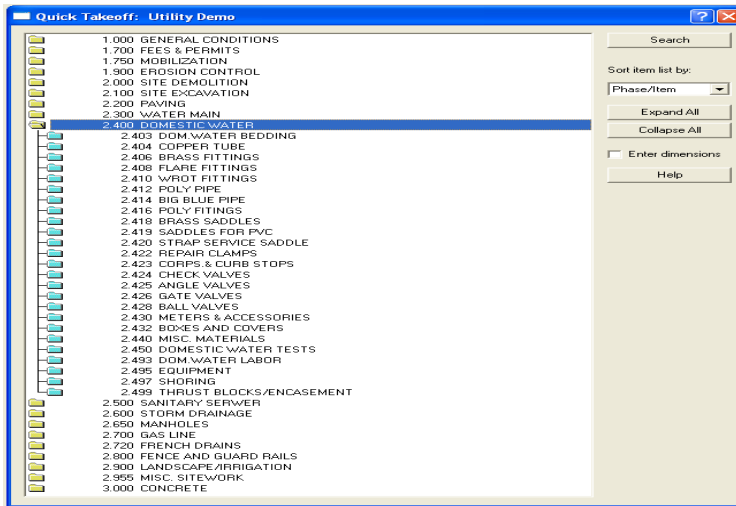 Quick Takeoff: Utility Demo
1.000 GENERAL CONDITIONS
1.700 FEES & PERMITS
1.750 MOBILIZATION
1.900 EROSION CONTROL
2.000 SITE DEMOLITION
2.100 SITE EXCAVATION
2.200 PAVING
2.300 WATER MAIN
2.400 DOMESTIC WATER
2.403 DOM.WATER BEDDING
2.404 COPPER TUBE
2.406 BRASS FITTINGS
2.408 FLARE FITTINGS
2.410 WROT FITTINGS
2.412 POLY PIPE
2.414 BIG BLUE PIPE
2.416 POLY FITINGS
2.418 BRASS SADDLES
2.419 SADDLES FOR PVC
2.420 STRAP SERVICE SADDLE
2.422 REPAIR CLAMPS
2.423 CORPS.& CURB STOPS
2.424 CHECK VALVES
2.425 ANGLE VALVES
2.426 GATE VALVES
2.428 BALL VALVES
2.430 METERS & ACCESSORIES
2.432 BOXES AND COVERS
2.440 MISC. MATERIALS
2.450 DOMESTIC WATER TESTS
2.493 DOM.WATER LABOR
2.495 EQUIPMENT
2.497 SHORING
2.499 THRUST BLOCKS/ENCASEMENT
2.500 SANITARY SERWER
2.600 STORM DRAINAGE
2.650 MANHOLES
2.700 GAS LINE
2.720 FRENCH DRAINS
2.800 FENCE AND GUARD RAILS
2.900 LANDSCAPE/IRRIGATION
2.955 MISC. SITEWORK
3.000 CONCRETE
Search
Sort item list by:
Phase/Item
Expand All
Collapse All
Enter dimensions
Help